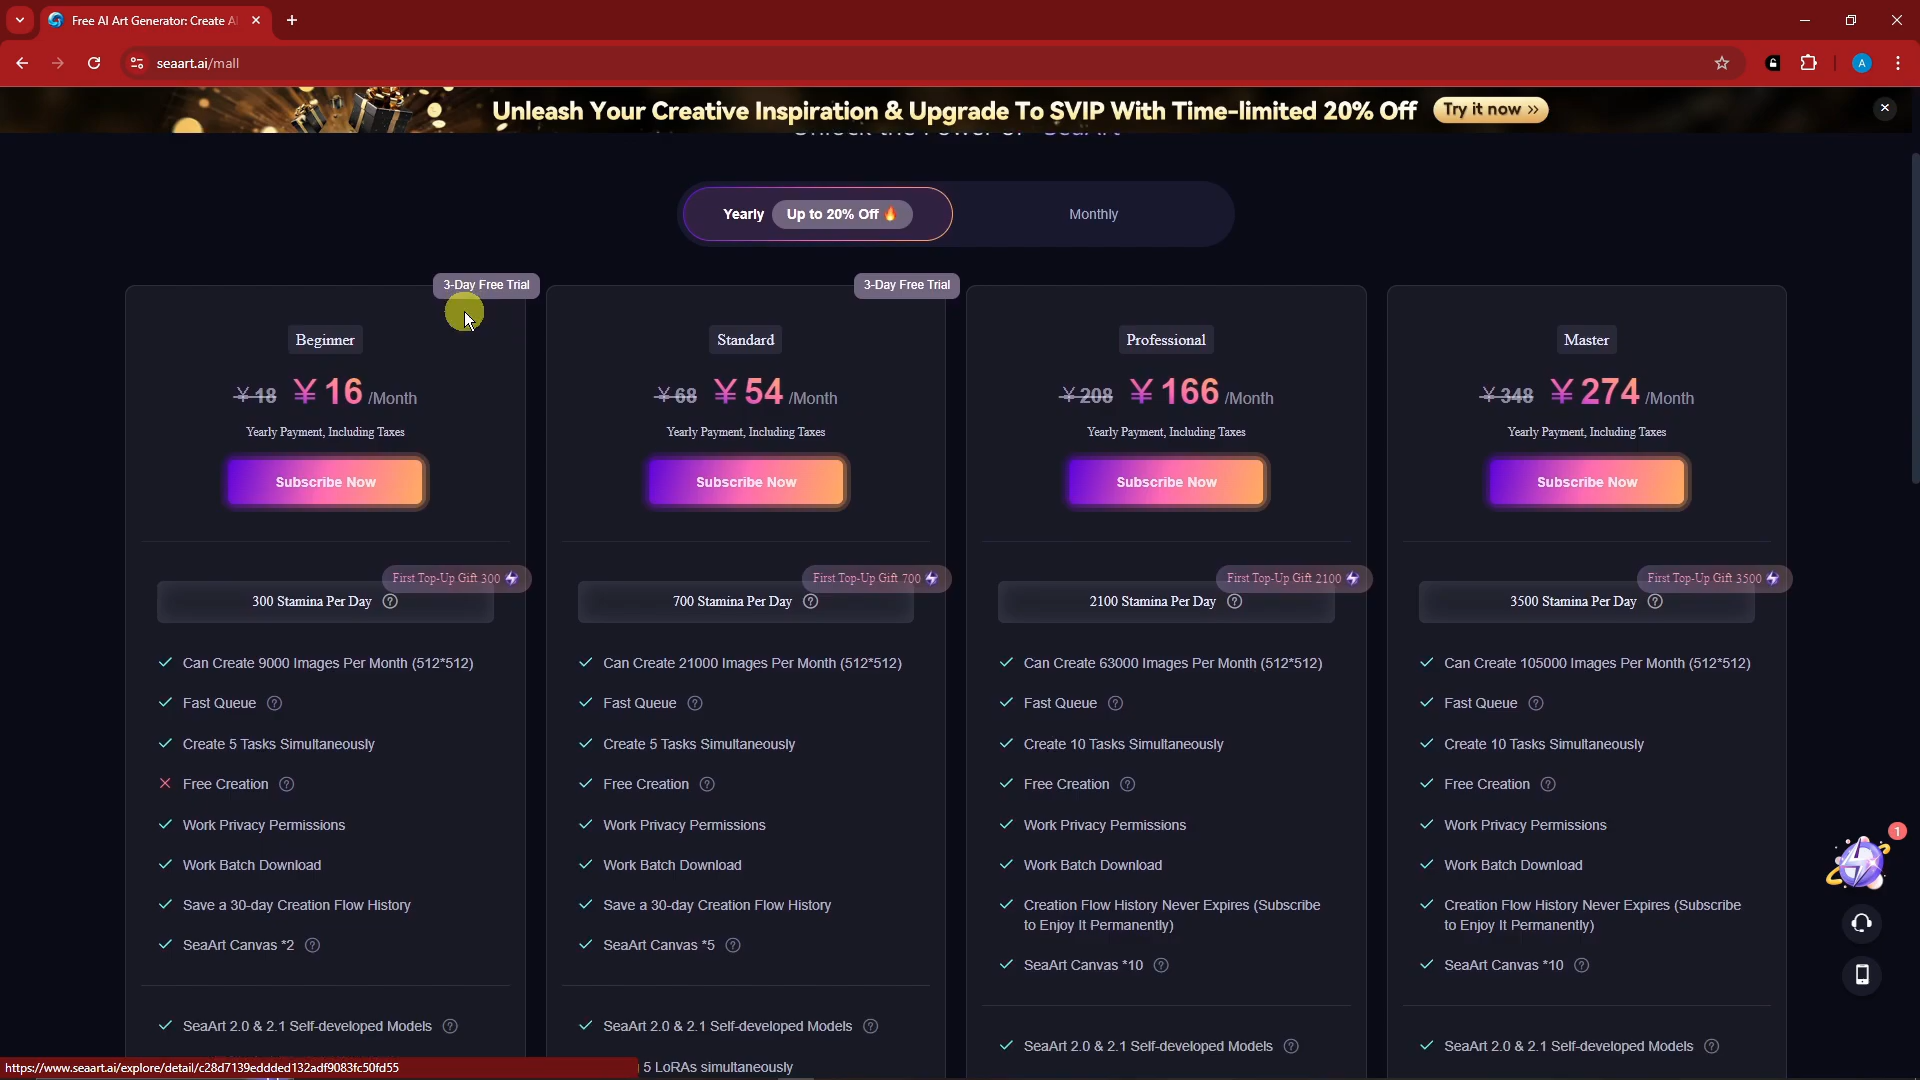 Free AI Art Generator: Create A
seaart.ai/mall
A
Unleash Your Creative Inspiration & Upgrade To SVIP With Time-limited 20% Off
Try it now »
Yearly
Up to 20% Off
Monthly
3-Day Free Trial
Beginner
¥18 ¥16 /Month
Yearly Payment, Including Taxes
Subscribe Now
First Top-Up Gift 300
300 Stamina Per Day
Can Create 9000 Images Per Month (512*512)
Fast Queue
Create 5 Tasks Simultaneously
Free Creation
Work Privacy Permissions
Work Batch Download
Save a 30-day Creation Flow History
SeaArt Canvas *2
SeaArt 2.0 & 2.1 Self-developed Models
3-Day Free Trial
Standard
¥68 ¥54 /Month
Yearly Payment, Including Taxes
Subscribe Now
First Top-Up Gift 700
700 Stamina Per Day
Can Create 21000 Images Per Month (512*512)
Fast Queue
Create 5 Tasks Simultaneously
Free Creation
Work Privacy Permissions
Work Batch Download
Save a 30-day Creation Flow History
SeaArt Canvas *5
SeaArt 2.0 & 2.1 Self-developed Models
5 LoRAs simultaneously
Professional
¥208 ¥166 /Month
Yearly Payment, Including Taxes
Subscribe Now
First Top-Up Gift 2100
2100 Stamina Per Day
Can Create 63000 Images Per Month (512*512)
Fast Queue
Create 10 Tasks Simultaneously
Free Creation
Work Privacy Permissions
Work Batch Download
Creation Flow History Never Expires (Subscribe
to Enjoy It Permanently)
SeaArt Canvas *10
SeaArt 2.0 & 2.1 Self-developed Models
Master
¥348 ¥274 /Month
Yearly Payment, Including Taxes
Subscribe Now
First Top-Up Gift 3500
3500 Stamina Per Day
Can Create 105000 Images Per Month (512*512)
Fast Queue
Create 10 Tasks Simultaneously
Free Creation
Work Privacy Permissions
Work Batch Download
Creation Flow History Never Expires (Subscribe
to Enjoy It Permanently)
SeaArt Canvas *10
SeaArt 2.0 & 2.1 Self-developed Models
1
https://www.seaart.ai/explore/detail/c28d7139eddded132adf9083fc50fd55